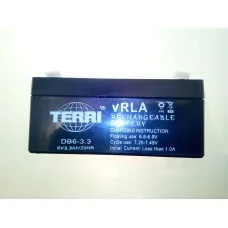 TERRI ®
DB6-3.3
6V3.3AH/20HR
vRLA
RECHARGEABLE
BATTERY
CHARGING INSTRUCTION
Floating use: 6.8-6.9V
Cycle use: 7.25-7.45V
Initial Current: Less than 1.0A